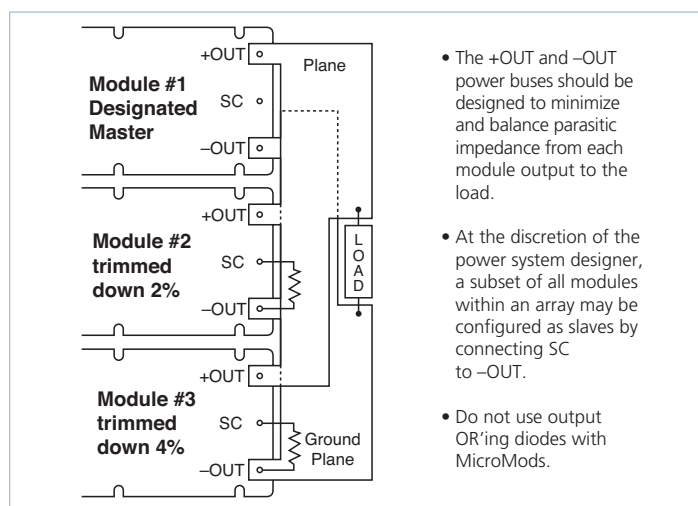 +OUT
Plane
Module #1
Designated
Master
SC
–OUT
+OUT
Module #2
trimmed
down 2%
SC
–OUT
LOAD
+OUT
Module #3
trimmed
down 4%
SC
Ground
Plane
–OUT
• The +OUT and –OUT
power buses should be
designed to minimize
and balance parasitic
impedance from each
module output to the
load.
• At the discretion of the
power system designer,
a subset of all modules
within an array may be
configured as slaves by
connecting SC
to –OUT.
• Do not use output
OR’ing diodes with
MicroMods.